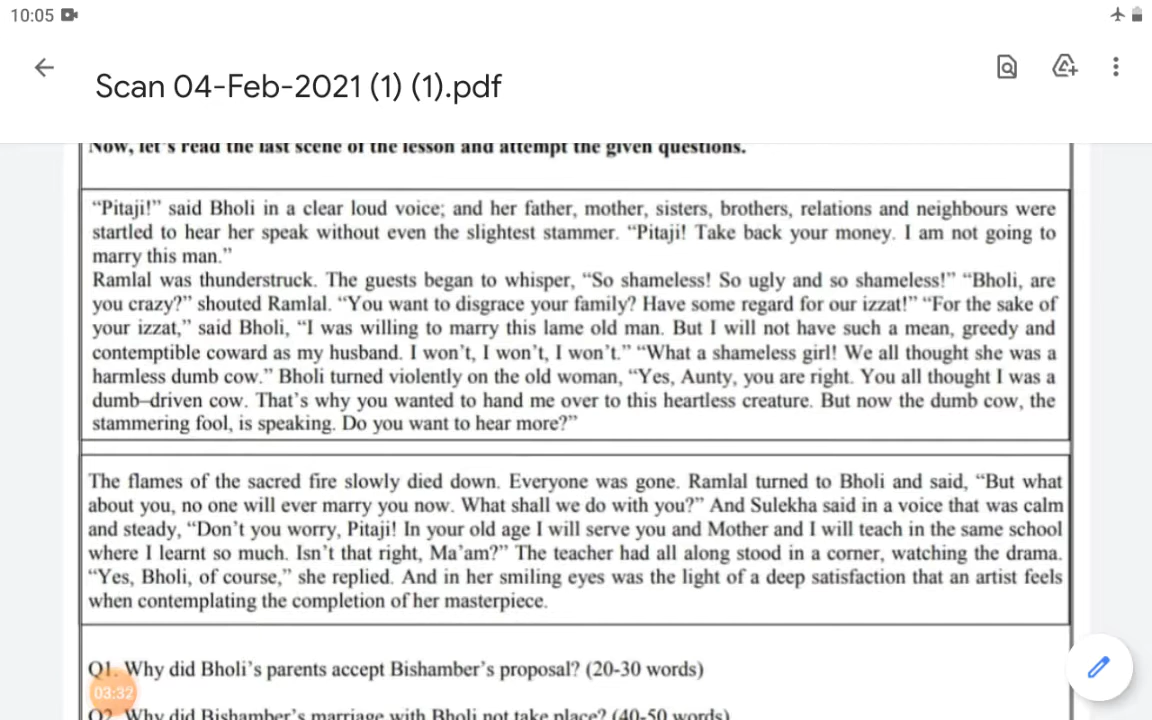 10:05
Scan 04-Feb-2021 (1) (1).pdf
Now, let's read the last scene of the lesson and attempt the given questions.
“Pitaji!” said Bholi in a clear loud voice; and her father, mother, sisters, brothers, relations and neighbours were
startled to hear her speak without even the slightest stammer. “Pitaji! Take back your money. I am not going to
marry this man.”
Ramlal was thunderstruck. The guests began to whisper, “So shameless! So ugly and so shameless!” “Bholi, are
you crazy?” shouted Ramlal. “You want to disgrace your family? Have some regard for our izzat!” “For the sake of
your izzat,” said Bholi, “I was willing to marry this lame old man. But I will not have such a mean, greedy and
contemptible coward as my husband. I won’t, I won’t, I won’t.” “What a shameless girl! We all thought she was a
harmless dumb cow.” Bholi turned violently on the old woman, “Yes, Aunty, you are right. You all thought I was a
dumb–driven cow. That’s why you wanted to hand me over to this heartless creature. But now the dumb cow, the
stammering fool, is speaking. Do you want to hear more?”
The flames of the sacred fire slowly died down. Everyone was gone. Ramlal turned to Bholi and said, “But what
about you, no one will ever marry you now. What shall we do with you?” And Sulekha said in a voice that was calm
and steady, “Don’t you worry, Pitaji! In your old age I will serve you and Mother and I will teach in the same school
where I learnt so much. Isn’t that right, Ma’am?” The teacher had all along stood in a corner, watching the drama.
“Yes, Bholi, of course,” she replied. And in her smiling eyes was the light of a deep satisfaction that an artist feels
when contemplating the completion of her masterpiece.
Q1. Why did Bholi’s parents accept Bishamber’s proposal? (20-30 words)
03:32
Q2. Why did Bishamber’s marriage with Bholi not take place? (40-50 words)